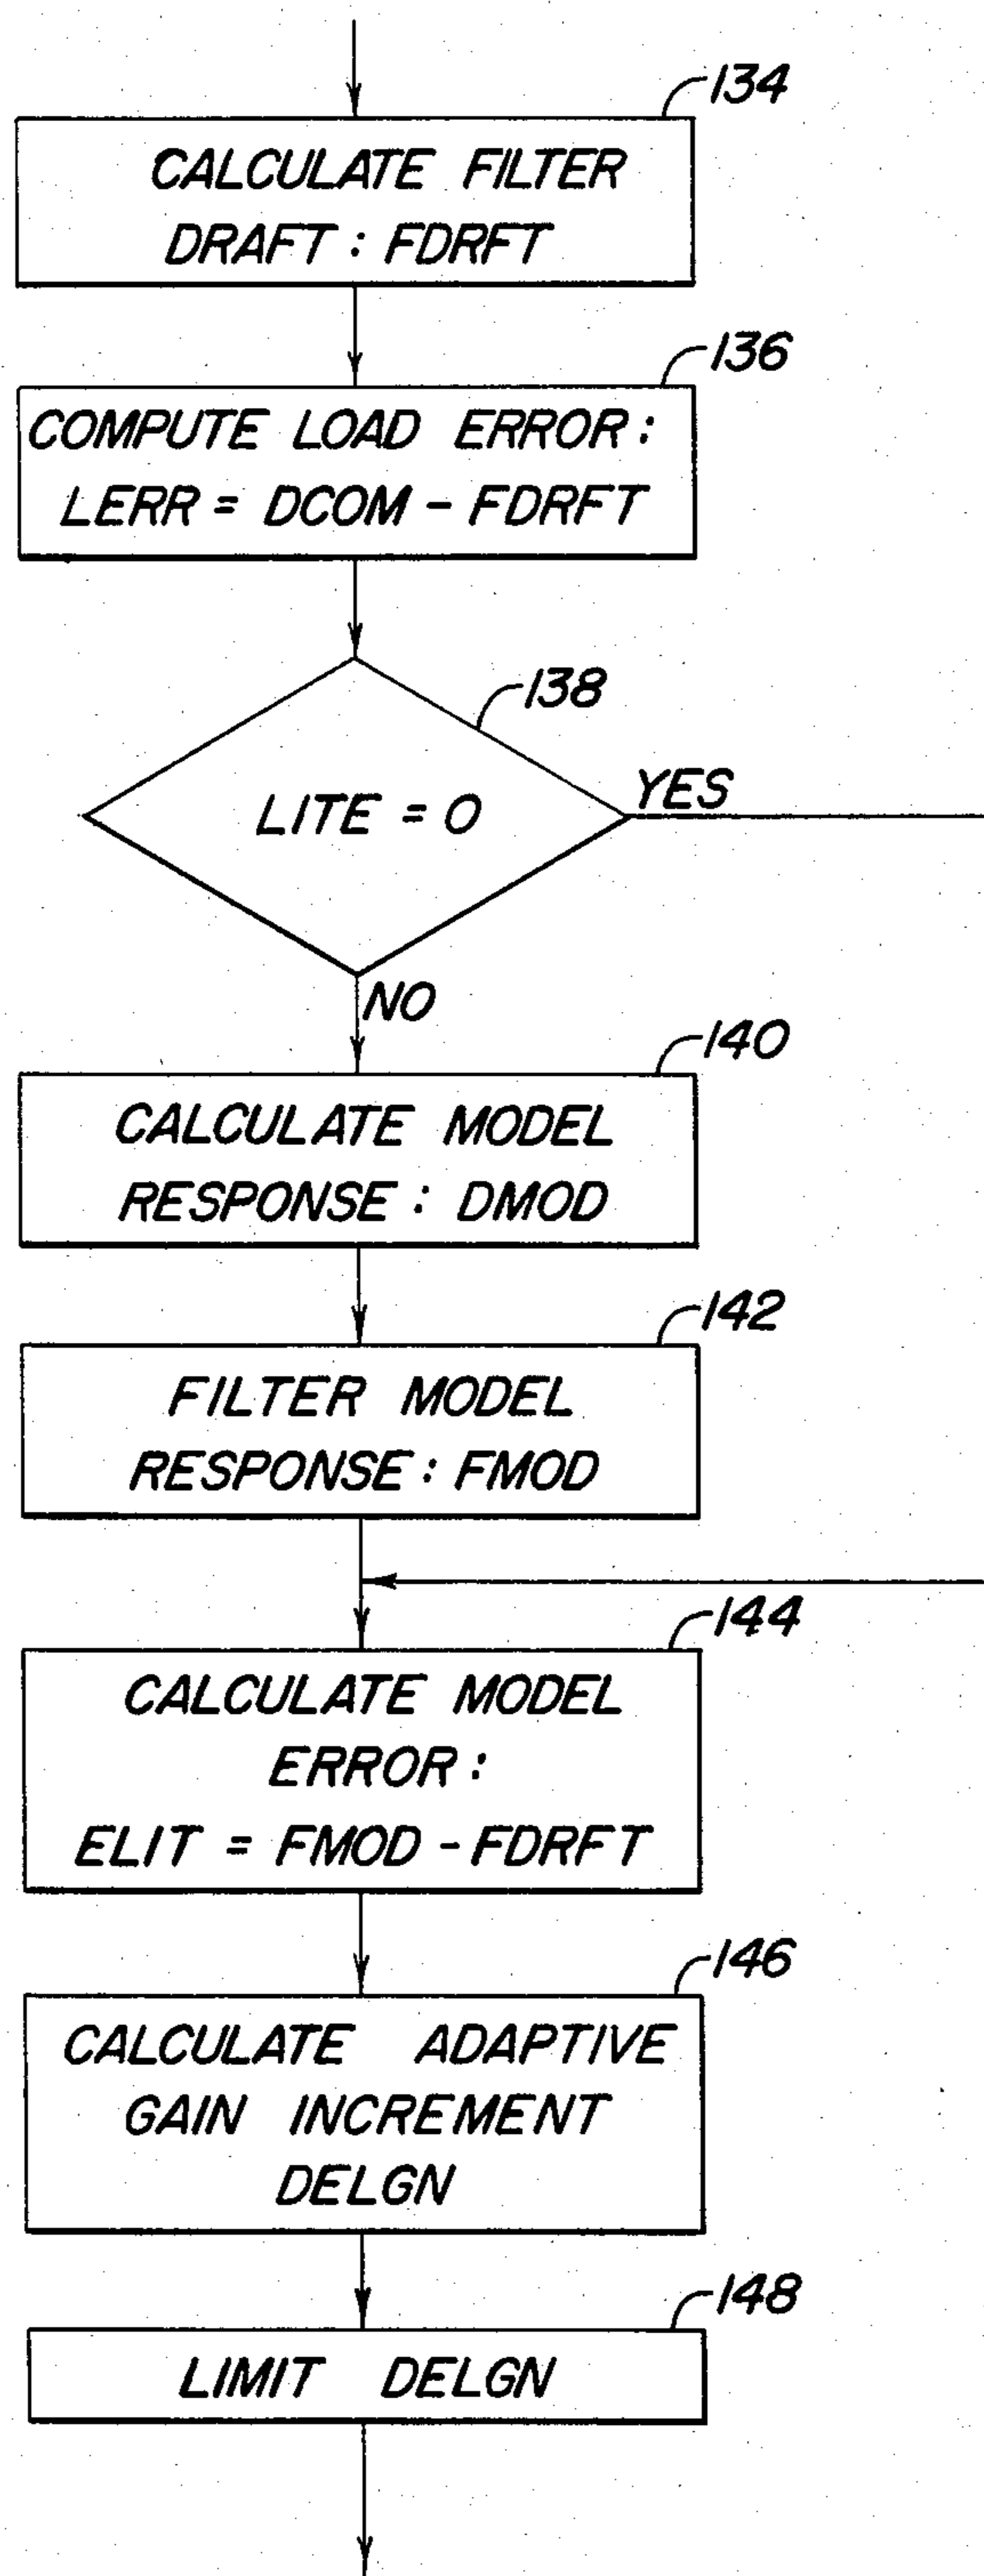 134
CALCULATE FILTER
DRAFT : FDRFT
136
COMPUTE LOAD ERROR :
LERR = DCOM - FDRFT
138
LITE = 0
YES
NO
140
CALCULATE MODEL
RESPONSE : DMOD
142
FILTER MODEL
RESPONSE : FMOD
144
CALCULATE MODEL
ERROR :
ELIT = FMOD - FDRFT
146
CALCULATE ADAPTIVE
GAIN INCREMENT
DELGN
148
LIMIT DELGN